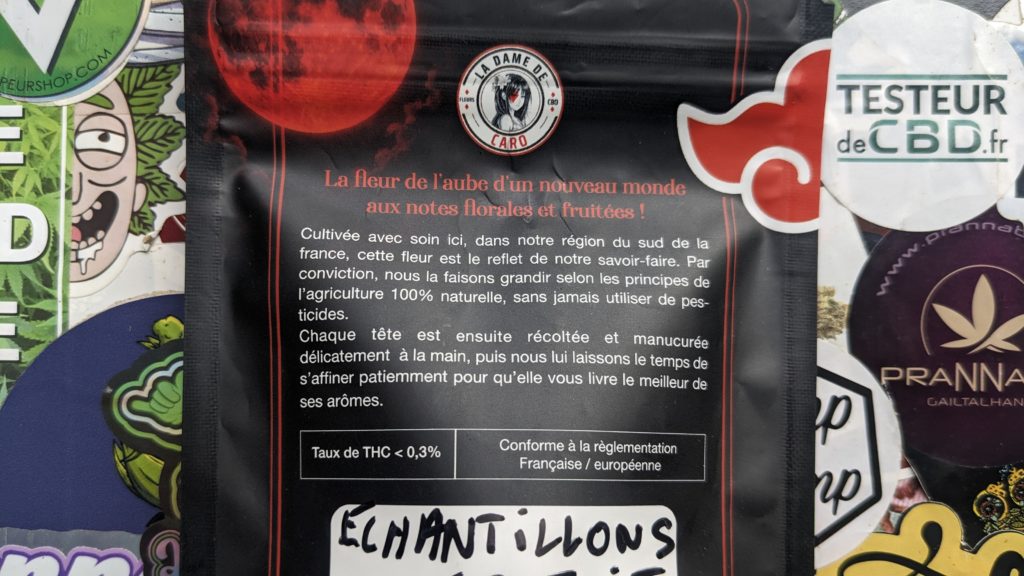 PEURSHOP.COM
E
D
E
LA DAME DE
FLEURS CBD
CARO
TESTEUR
deCBD.fr
La fleur de l'aube d'un nouveau monde
aux notes florales et fruitées !
Cultivée avec soin ici, dans notre région du sud de la
france, cette fleur est le reflet de notre savoir-faire. Par
conviction, nous la faisons grandir selon les principes de
l'agriculture 100% naturelle, sans jamais utiliser de pes-
ticides.
Chaque tête est ensuite récoltée et manucurée
délicatement à la main, puis nous lui laissons le temps de
s'affiner patiemment pour qu'elle vous livre le meilleur de
ses arômes.
Taux de THC < 0,3%
Conforme à la règlementation
Française / européenne
ECHANTiLLONS
www.prannat
PRANNA
GAILTALHAN